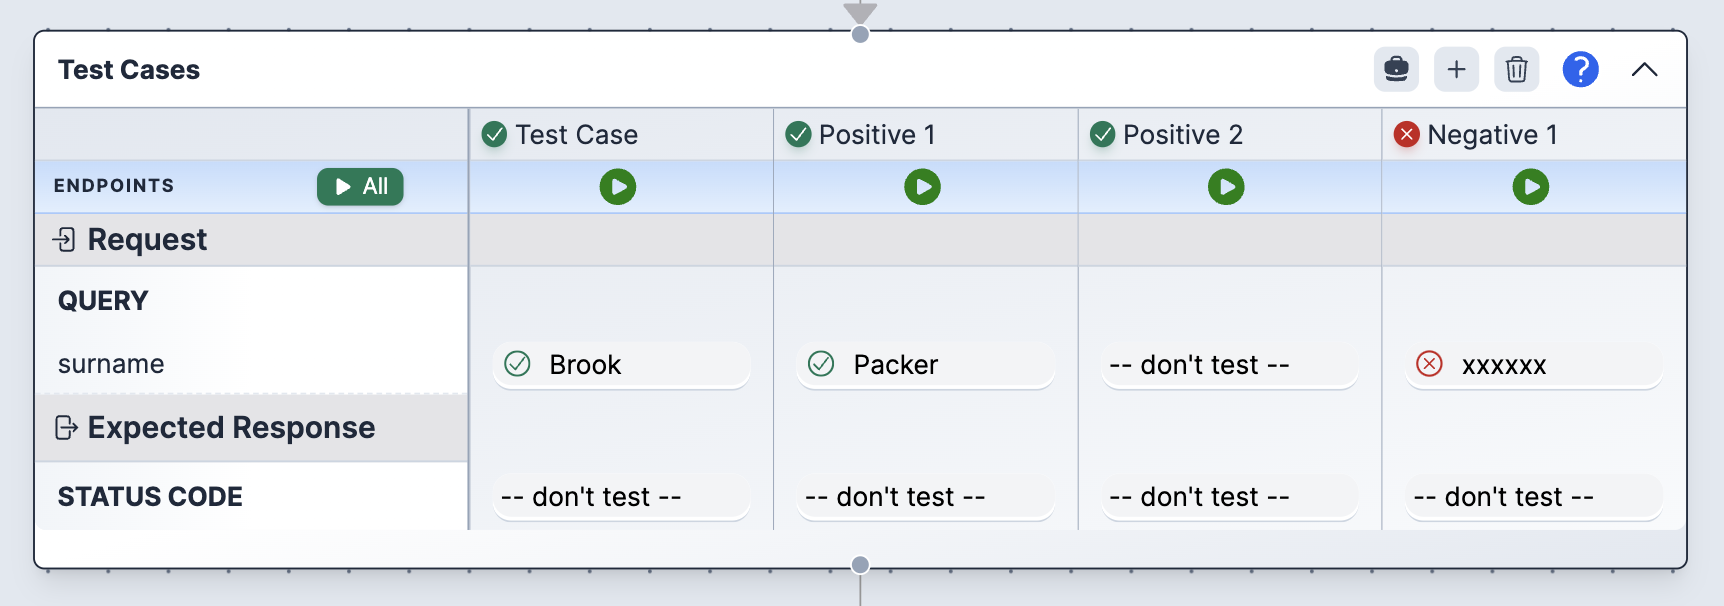 Test Cases
?
Test Case Positive 1 Positive 2 Negative 1
ENDPOINTS All
Request
QUERY
surname Brook Packer -- don't test -- xxxxxx
Expected Response
STATUS CODE -- don't test -- -- don't test -- -- don't test -- -- don't test --